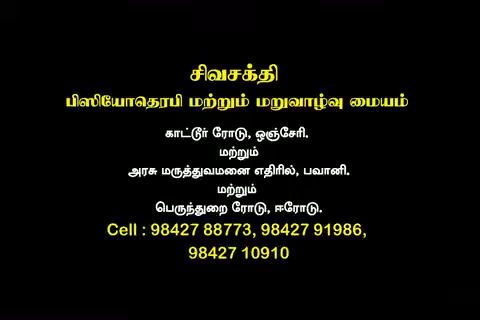 சிவசக்தி
பிஸியோதெரபி மற்றும் மறுவாழ்வு மையம்
காட்டூர் ரோடு, ஒஞ்சேரி.
மற்றும்
அரசு மருத்துவமனை எதிரில், பவானி.
மற்றும்
பெருந்துறை ரோடு, ஈரோடு.
Cell : 98427 88773, 98427 91986,
98427 10910